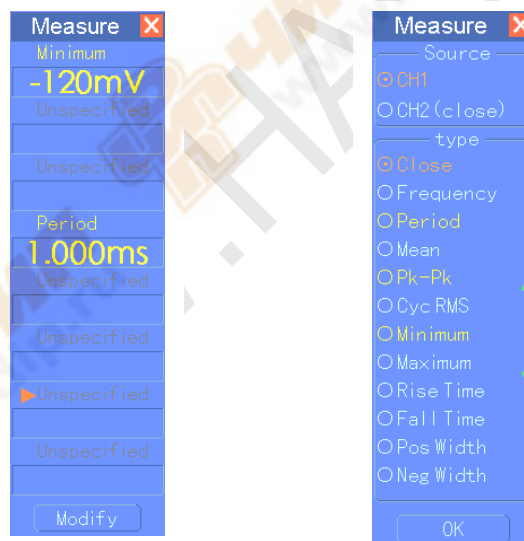 Measure
Minimum
-120mV
Unspecified
Unspecified
Period
1.000ms
Unspecified
Unspecified
Unspecified
Unspecified
Modify
Measure
Source
CH1
CH2(close)
type
Close
Frequency
Period
Mean
Pk-Pk
Cyc RMS
Minimum
Maximum
Rise Time
Fall Time
Pos Width
Neg Width
OK